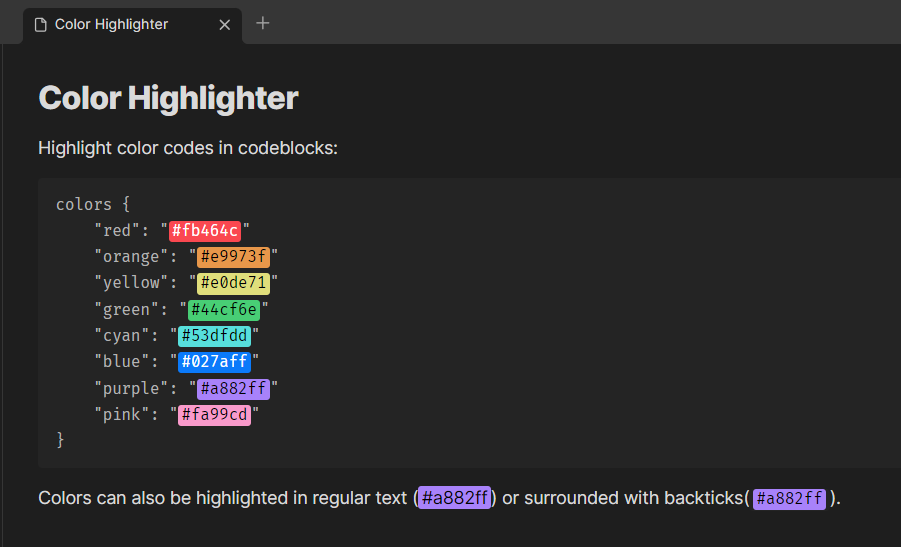 Color Highlighter
Color Highlighter
Highlight color codes in codeblocks:
colors {
    "red": "#fb464c"
    "orange": "#e9973f"
    "yellow": "#e0de71"
    "green": "#44cf6e"
    "cyan": "#53dfdd"
    "blue": "#027aff"
    "purple": "#a882ff"
    "pink": "#fa99cd"
}
Colors can also be highlighted in regular text (#a882ff) or surrounded with backticks( #a882ff ).